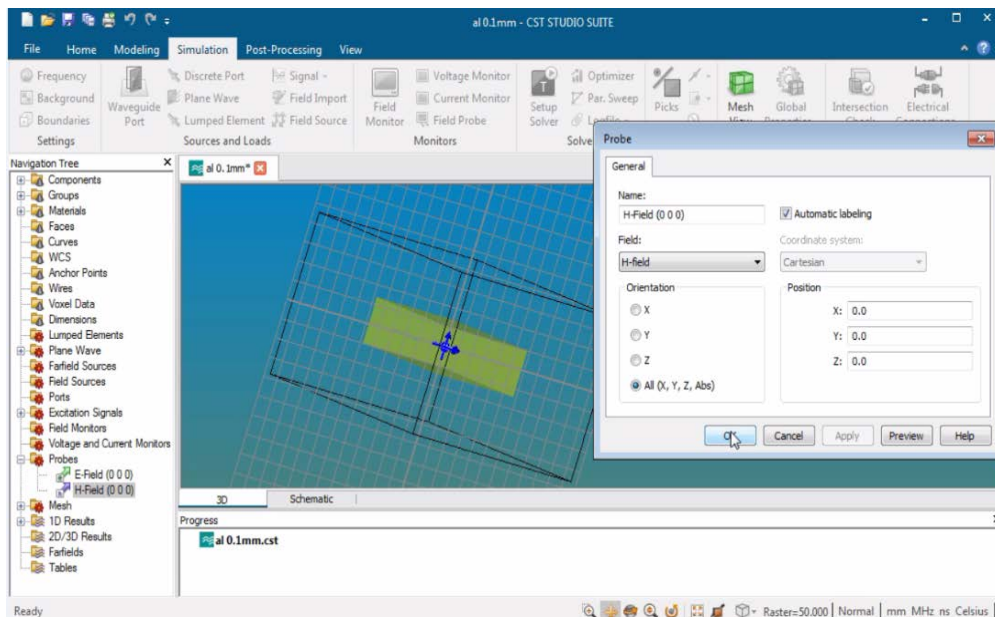 al 0.1mm - CST STUDIO SUITE
File Home Modeling Simulation Post-Processing View
Frequency
Background
Boundaries
Settings
Waveguide Port
Discrete Port
Plane Wave
Lumped Element
Signal
Field Import
Field Source
Sources and Loads
Field Monitor
Voltage Monitor
Current Monitor
Field Probe
Monitors
Setup Solver
Optimizer
Par. Sweep
Logfile
Solve
Picks
Mesh View
Global
Intersection
Electrical
Navigation Tree
Components
Groups
Materials
Faces
Curves
WCS
Anchor Points
Wires
Voxel Data
Dimensions
Lumped Elements
Plane Wave
Farfield Sources
Field Sources
Ports
Excitation Signals
Field Monitors
Voltage and Current Monitors
Probes
E-Field (0 0 0)
H-Field (0 0 0)
Mesh
1D Results
2D/3D Results
Farfields
Tables
al 0.1mm*
3D Schematic
Progress
al 0.1mm.cst
Probe
General
Name:
H-Field (0 0 0)
Automatic labeling
Field:
H-field
Coordinate system:
Cartesian
Orientation
X
Y
Z
All (X, Y, Z, Abs)
Position
X: 0.0
Y: 0.0
Z: 0.0
OK Cancel Apply Preview Help
Ready
Raster=50.000 Normal mm MHz ns Celsius